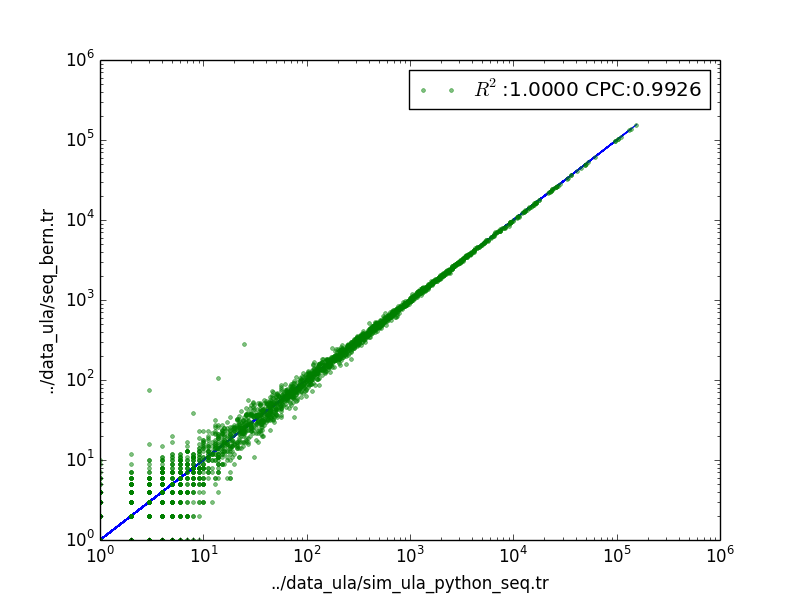 R² :1.0000 CPC:0.9926
10⁶
10⁵
10⁴
10³
10²
10¹
10⁰
../data_ula/seq_bern.tr
10⁰ 10¹ 10² 10³ 10⁴ 10⁵ 10⁶
../data_ula/sim_ula_python_seq.tr